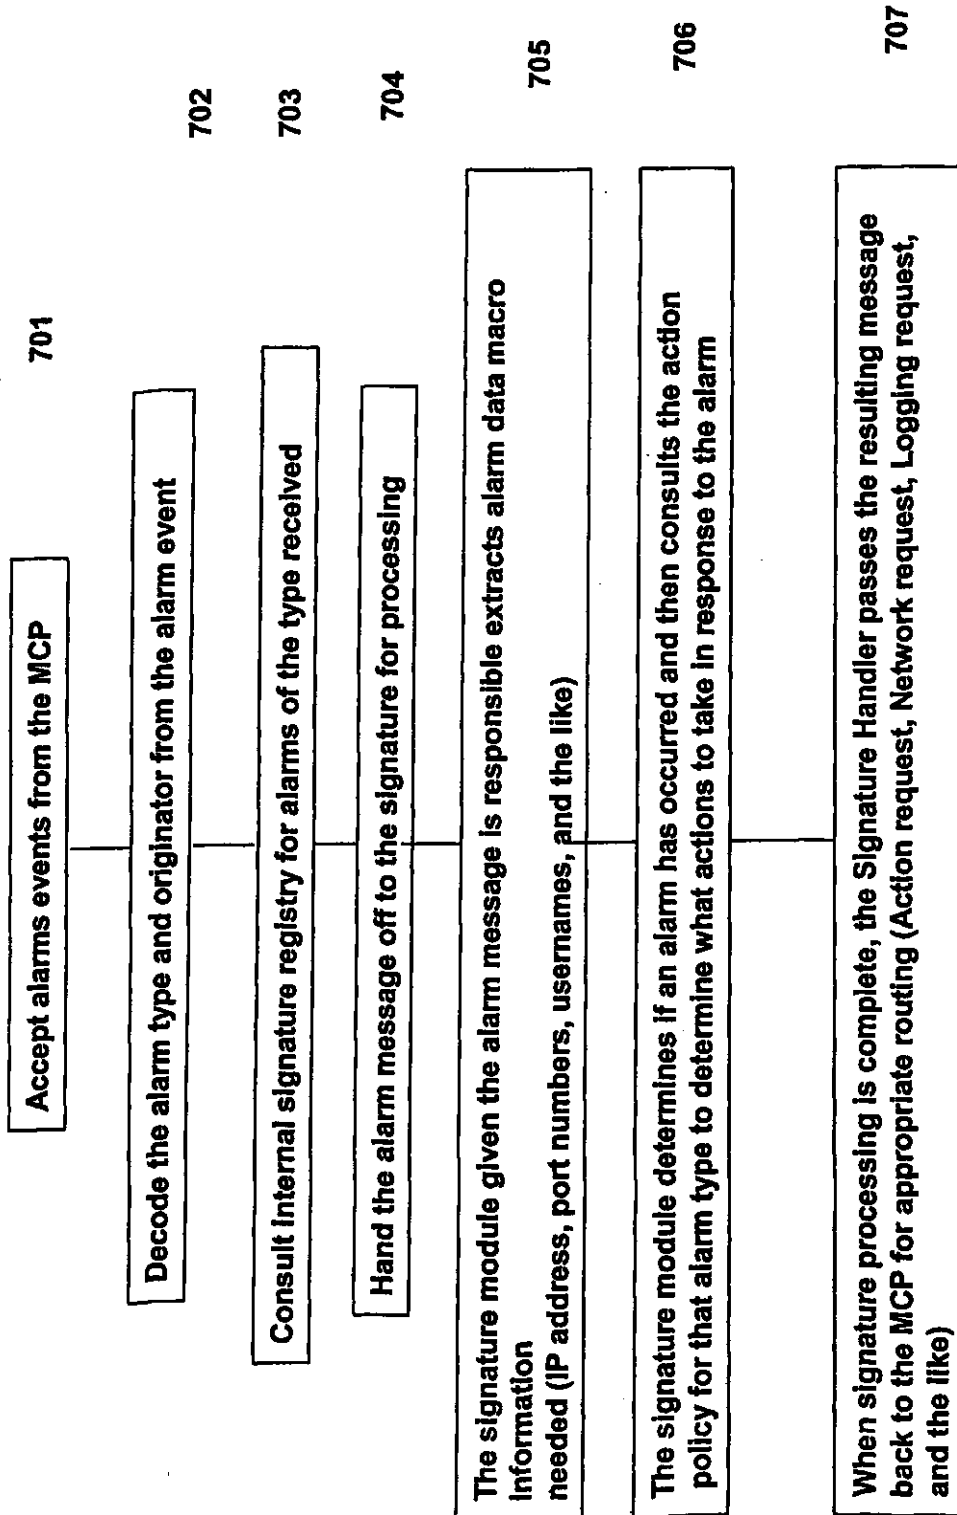 701
Accept alarms events from the MCP
702
Decode the alarm type and originator from the alarm event
703
Consult internal signature registry for alarms of the type received
704
Hand the alarm message off to the signature for processing
705
The signature module given the alarm message is responsible extracts alarm data macro
information
needed (IP address, port numbers, usernames, and the like)
706
The signature module determines if an alarm has occurred and then consults the action
policy for that alarm type to determine what actions to take in response to the alarm
707
When signature processing is complete, the Signature Handler passes the resulting message
back to the MCP for appropriate routing (Action request, Network request, Logging request,
and the like)